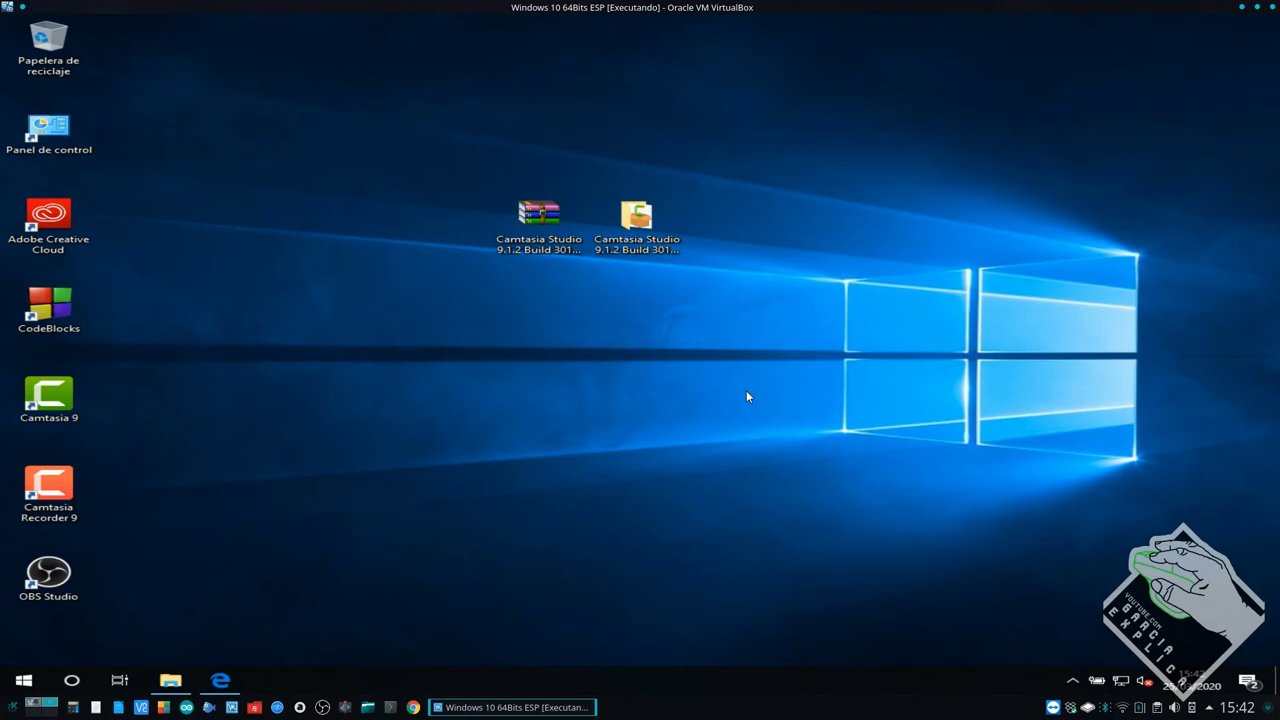 Windows 10 64Bits ESP [Executando] - Oracle VM VirtualBox
Papelera de
reciclaje
Panel de control
Adobe Creative
Cloud
CodeBlocks
Camtasia 9
Camtasia
Recorder 9
OBS Studio
Camtasia Studio
9.1.2 Build 301...
Camtasia Studio
9.1.2 Build 301...
YOUTUBE.COM
GARCIA
EXPLICA
15:42
2
V2
Windows 10 64Bits ESP [Executan...
15:42